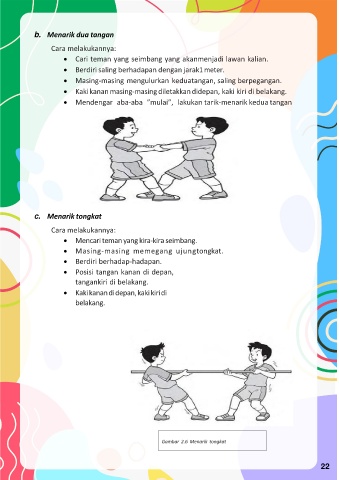 b. Menarik dua tangan
Cara melakukannya:
• Cari teman yang seimbang yang akanmenjadi lawan kalian.
• Berdiri saling berhadapan dengan jarak1 meter.
• Masing-masing mengulurkan keduatangan, saling berpegangan.
• Kaki kanan masing-masing diletakkan didepan, kaki kiri di belakang.
• Mendengar aba-aba "mulai", lakukan tarik-menarik kedua tangan
c. Menarik tongkat
Cara melakukannya:
• Mencari teman yang kira-kira seimbang.
• Masing-masing memegang ujungtongkat.
• Berdiri berhadap-hadapan.
• Posisi tangan kanan di depan,
tangankiri di belakang.
• Kakikanan di depan, kaki kiri di
belakang.
Gambar 2.6 Menarik tongkat
22